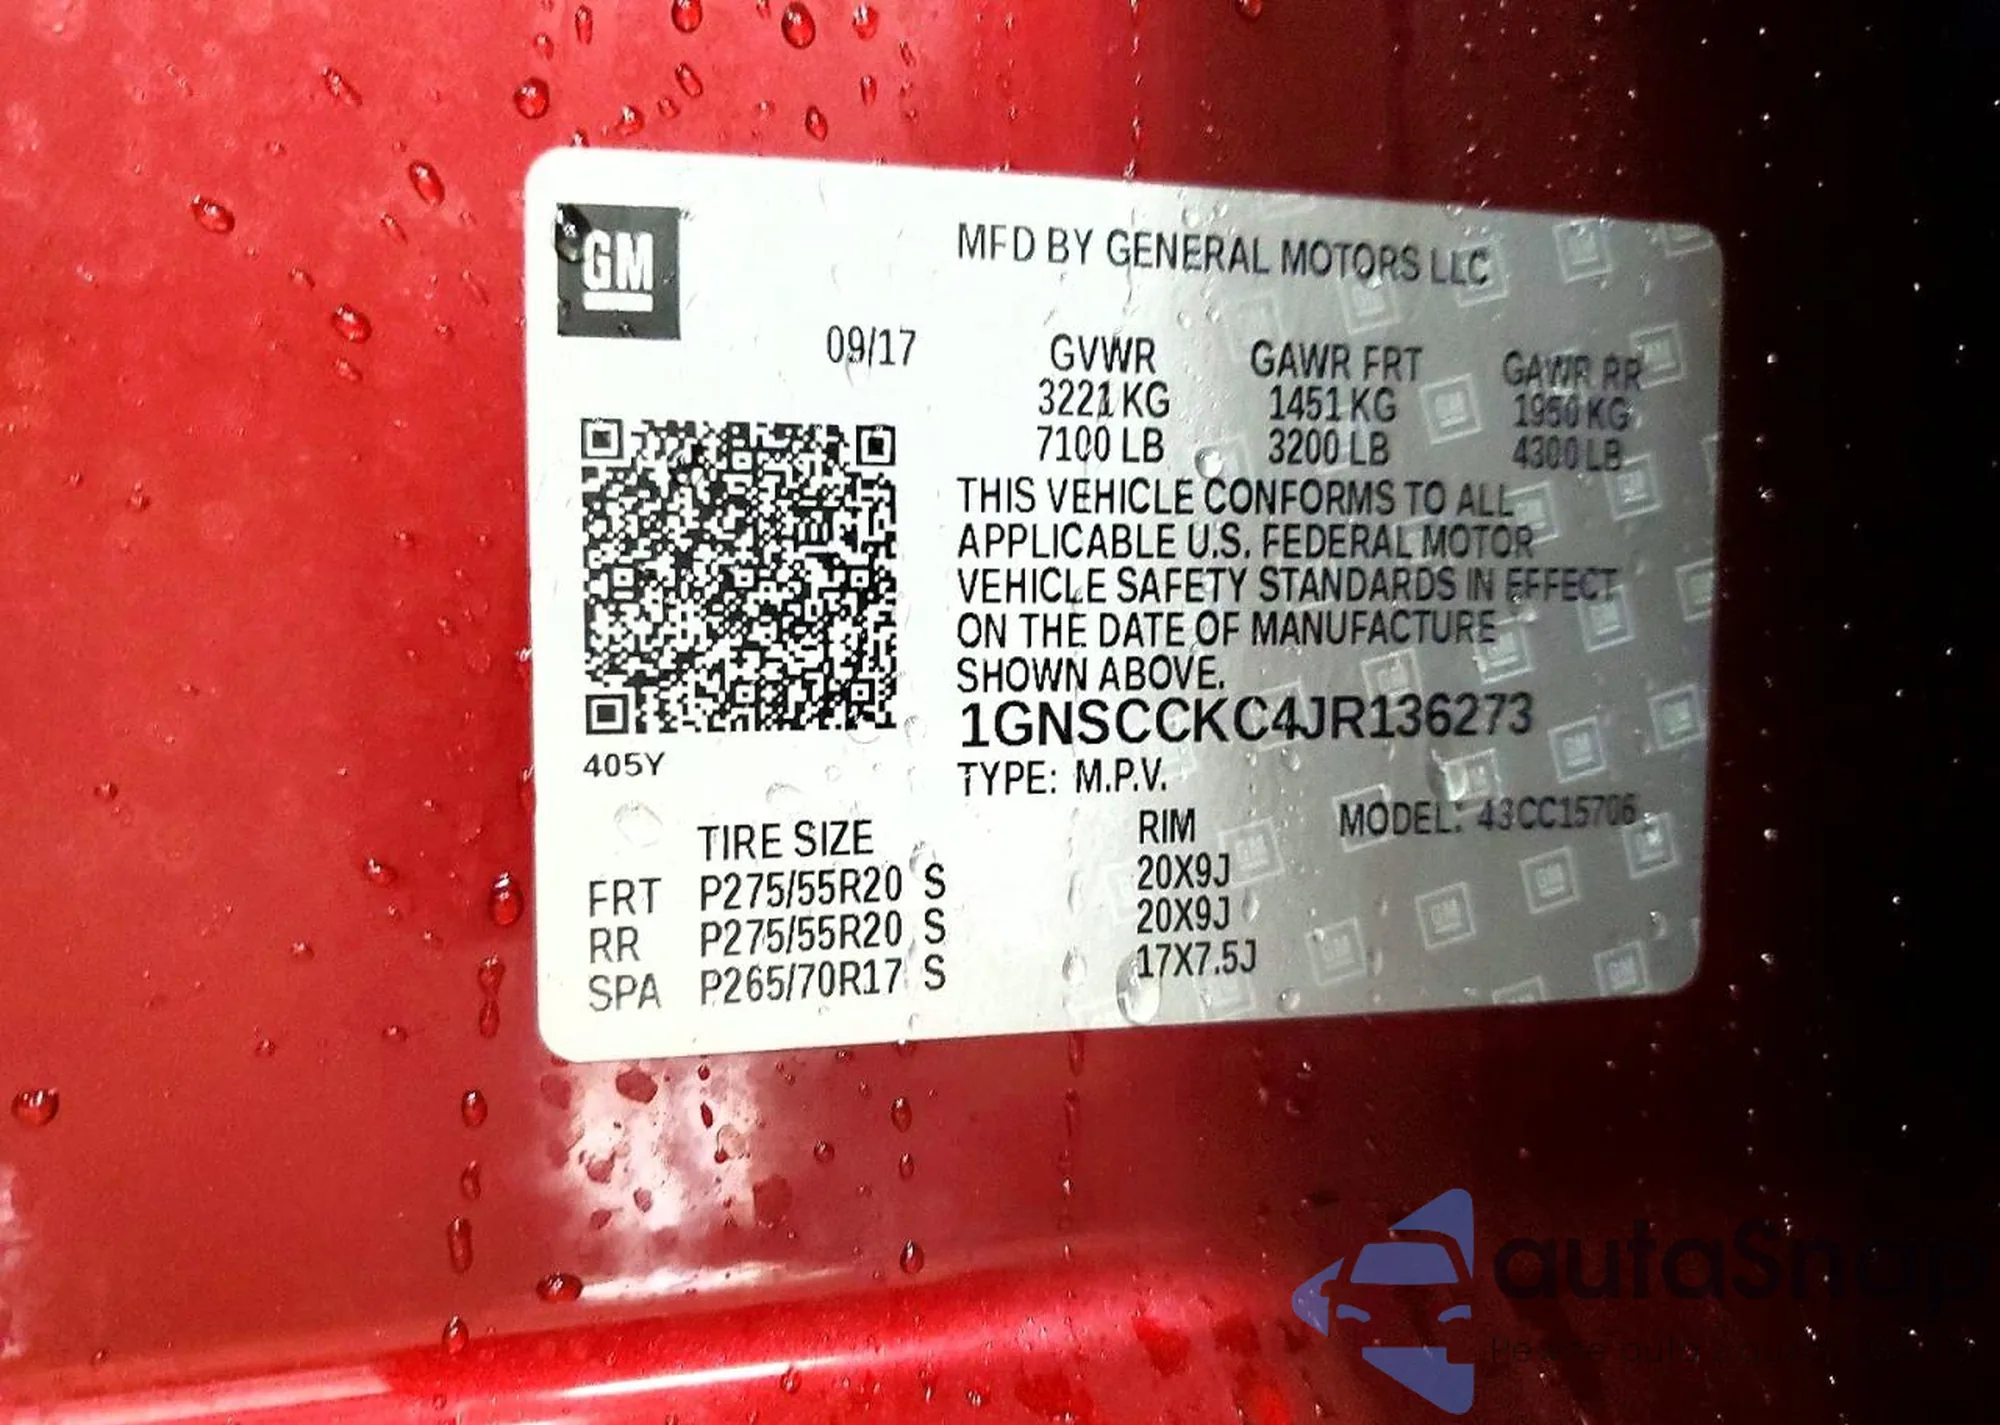 GM
MFD BY GENERAL MOTORS LLC
09/17
GVWR GAWR FRT GAWR RR
3221 KG 1451 KG 1950 KG
7100 LB 3200 LB 4300 LB
THIS VEHICLE CONFORMS TO ALL
APPLICABLE U.S. FEDERAL MOTOR
VEHICLE SAFETY STANDARDS IN EFFECT
ON THE DATE OF MANUFACTURE
SHOWN ABOVE.
1GNSCCKC4JR136273
405Y
TYPE: M.P.V.
MODEL: 43CC15706
TIRE SIZE RIM
FRT P275/55R20 S 20X9J
RR P275/55R20 S 20X9J
SPA P265/70R17 S 17X7.5J
autaSnap